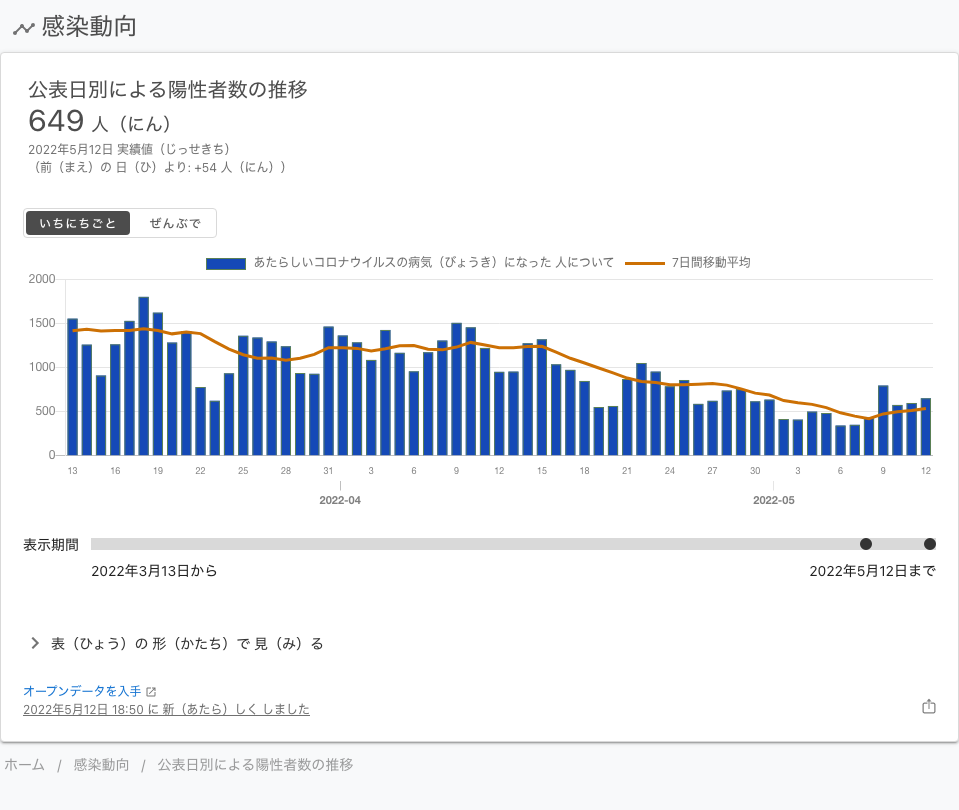 感染動向
公表日別による陽性者数の推移
649 人（にん）
2022年5月12日 実績値（じっせきち）
（前（まえ）の 日（ひ）より: +54 人（にん））
いちにちごと ぜんぶで
あたらしいコロナウイルスの病気（びょうき）になった 人について 7日間移動平均
2000
1500
1000
500
0
13 16 19 22 25 28 31 3 6 9 12 15 18 21 24 27 30 3 6 9 12
2022-04 2022-05
表示期間
2022年3月13日から 2022年5月12日まで
表（ひょう）の 形（かたち）で 見（み）る
オープンデータを入手
2022年5月12日 18:50 に 新（あたら）しく しました
ホーム / 感染動向 / 公表日別による陽性者数の推移